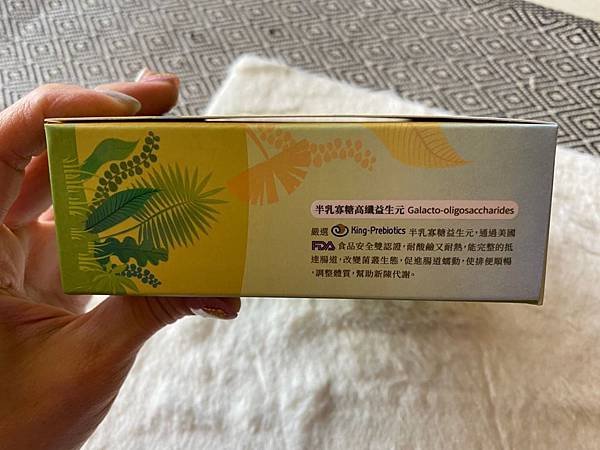 半乳寡糖高纖益生元 Galacto-oligosaccharides
嚴選 King-Prebiotics 半乳寡糖益生元,通過美國
FDA 食品安全雙認證,耐酸鹼又耐熱,能完整的抵
達腸道,改變菌叢生態,促進腸道蠕動,使排便順暢
,調整體質,幫助新陳代謝。